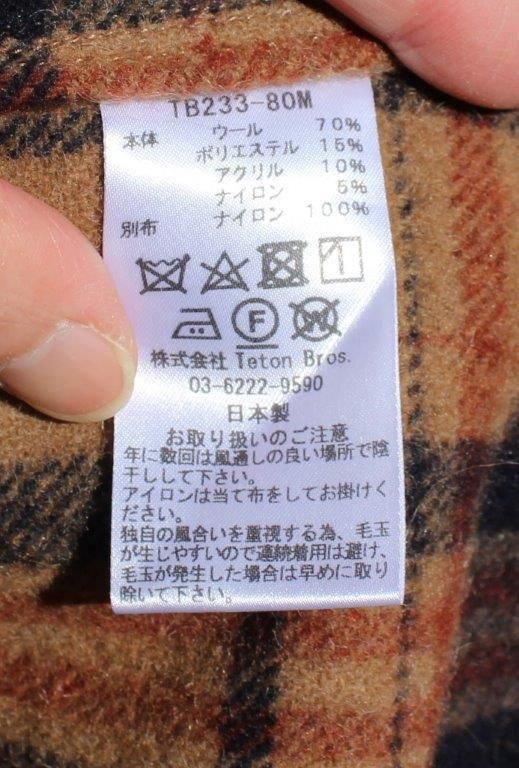 TB233-80M
本体 ウール 70%
ポリエステル 15%
アクリル 10%
ナイロン 5%
別布 ナイロン 100%
F W
株式会社 Teton Bros.
03-6222-9590
日本製
お取り扱いのご注意
年に数回は風通しの良い場所で陰
干しして下さい。
アイロンは当て布をしてお掛けく
ださい。
独自の風合いを重視する為、毛玉
が生じやすいので連続着用は避け、
毛玉が発生した場合は早めに取り
除いて下さい。